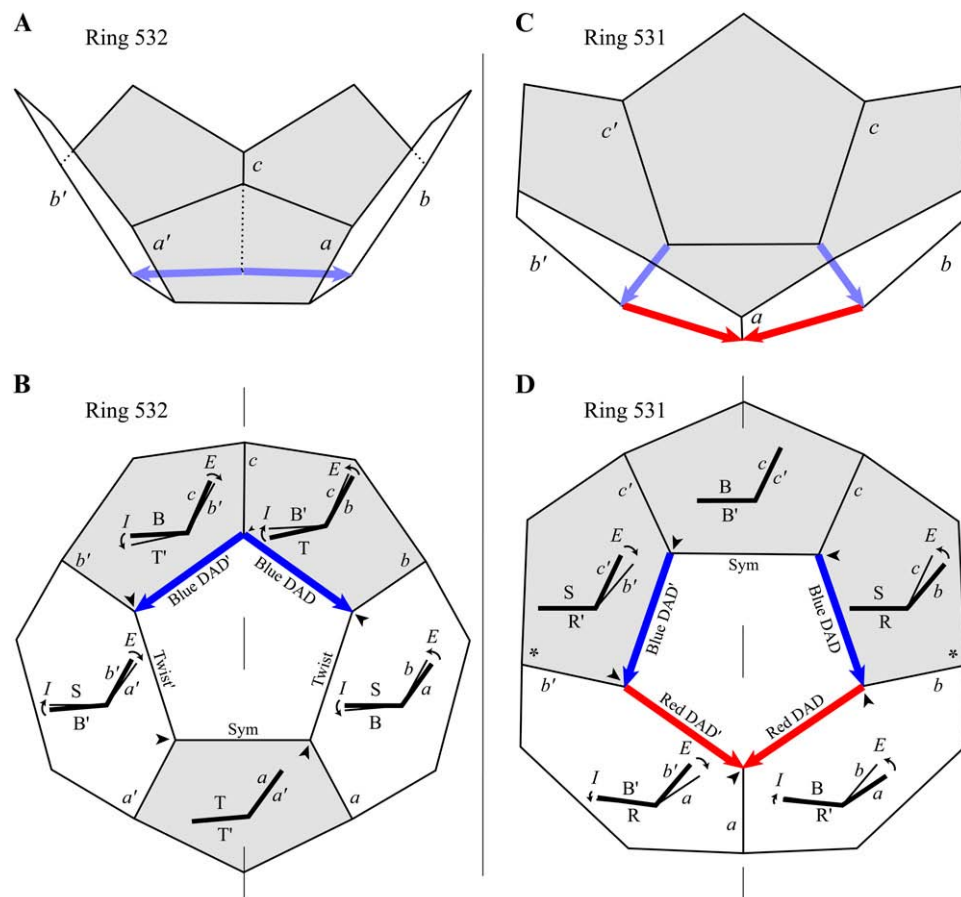 A
Ring 532
c
b′
b
a′
a
C
Ring 531
c′
c
b′
b
a
B
Ring 532
c
E
E
c
b′
c
b
I
B
T′
I
B′
T
b′
b
Blue DAD′
Blue DAD
Twist′
Twist
E
E
b′
a′
b
a
I
S
B′
I
S
B
Sym
a′
a
a
a′
T
T′
D
Ring 531
c
c′
B
B′
c′
c
Sym
E
E
c′
b′
c
b
S
R′
S
R
Blue DAD′
Blue DAD
*
*
b′
b
Red DAD′
Red DAD
E
E
b′
a
b
a
I
B′
R
I
B
R′
a